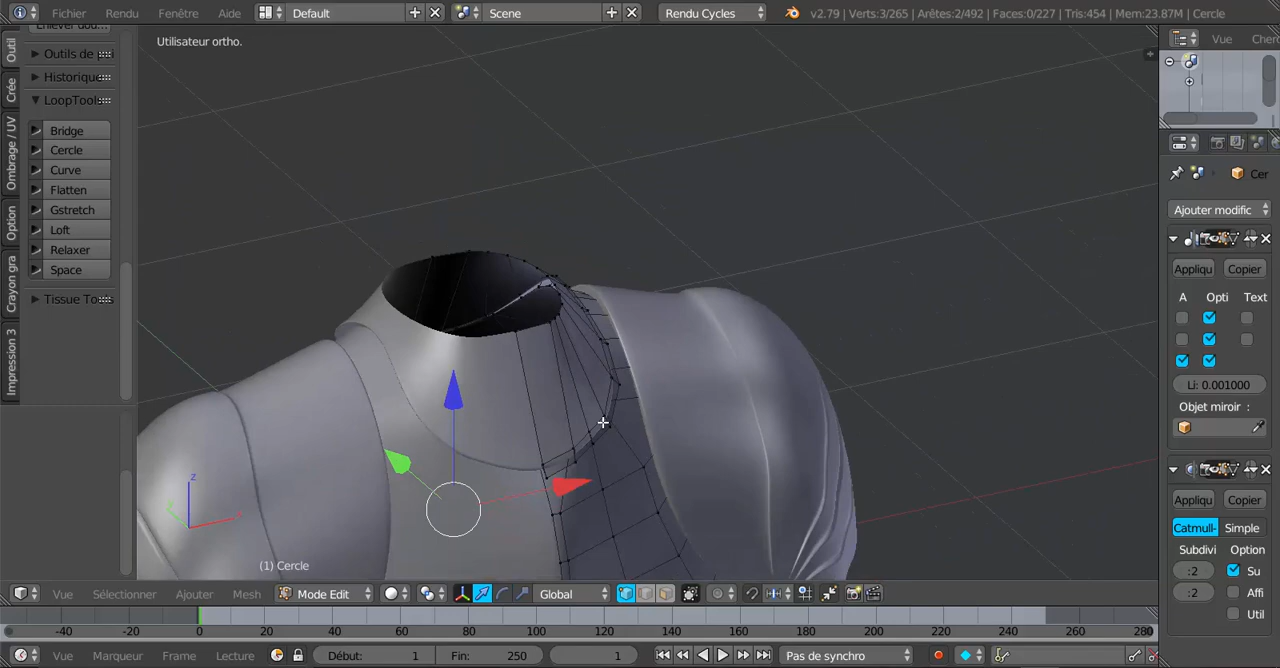 Fichier Rendu Fenêtre Aide Default Scene Rendu Cycles v2.79 | Verts:3/265 | Arêtes:2/492 | Faces:0/227 | Tris:454 | Mem:23.87M | Cercle
Enlever dou...
Outils de
Historique
LoopTool
Bridge
Cercle
Curve
Flatten
Gstretch
Loft
Relaxer
Space
Tissue To
Outil
Crée
Ombrage / UV
Option
Crayon gra
Impression 3
Utilisateur ortho.
z
(1) Cercle
Vue Cherc
Cer
Ajouter modific
Appliqu Copier
A Opti Text
Li: 0.001000
Objet miroir :
Appliqu Copier
Catmull- Simple
Subdivi Option
:2 Su
:2 Affi
Util
Vue Sélectionner Ajouter Mesh Mode Edit Global
-40 -20 0 20 40 60 80 100 120 140 160 180 200 220 240 260 280
Vue Marqueur Frame Lecture Début: 1 Fin: 250 1 Pas de synchro